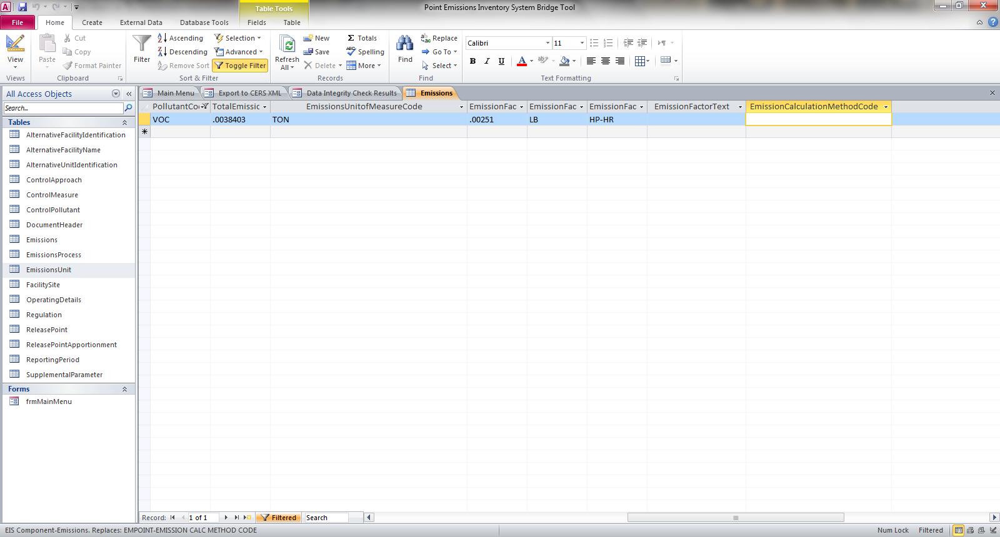 Table Tools
Point Emissions Inventory System Bridge Tool
File Home Create External Data Database Tools Fields Table
View
Paste
Cut
Copy
Format Painter
Filter
Ascending
Descending
Remove Sort
Selection
Advanced
Toggle Filter
Refresh
All
New
Save
Delete
Totals
Spelling
More
Find
Replace
Go To
Select
Calibri 11
B I U A ab
Views Clipboard Sort & Filter Records Find Text Formatting
All Access Objects
Search...
Tables
AlternativeFacilityIdentification
AlternativeFacilityName
AlternativeUnitIdentification
ControlApproach
ControlMeasure
ControlPollutant
DocumentHeader
Emissions
EmissionsProcess
EmissionsUnit
FacilitySite
OperatingDetails
Regulation
ReleasePoint
ReleasePointApportionment
ReportingPeriod
SupplementalParameter
Forms
frmMainMenu
Main Menu Export to CERS XML Data Integrity Check Results Emissions
PollutantCo TotalEmissic EmissionsUnitofMeasureCode EmissionFac EmissionFac EmissionFac EmissionFactorText EmissionCalculationMethodCode
VOC .0038403 TON .00251 LB HP-HR
Record: 1 of 1 Filtered Search
EIS Component-Emissions. Replaces: EMPOINT-EMISSION CALC METHOD CODE
Num Lock Filtered